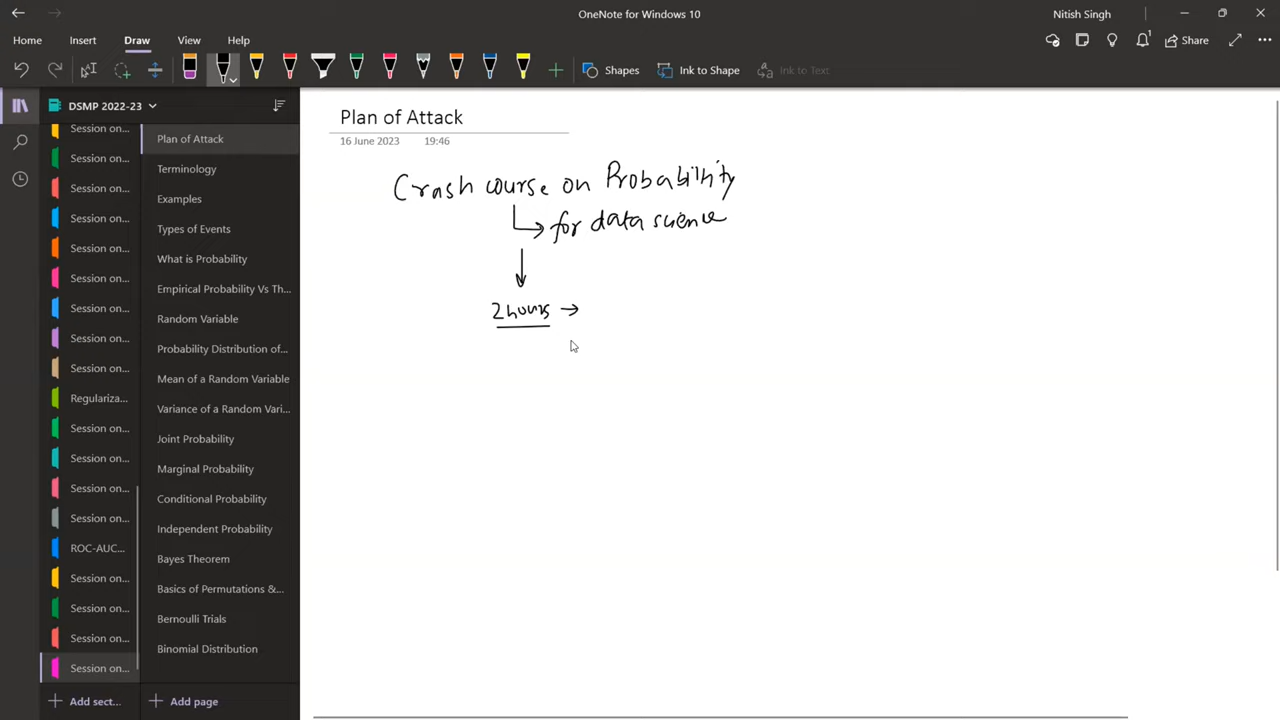 OneNote for Windows 10
Nitish Singh
Home Insert Draw View Help
Share
Shapes Ink to Shape Ink to Text
DSMP 2022-23
Session on...
Session on...
Session on...
Session on...
Session on...
Session on...
Session on...
Session on...
Session on...
Regulariza...
Session on...
Session on...
Session on...
Session on...
ROC-AUC...
Session on...
Session on...
Session on...
Session on...
Add sect...
Plan of Attack
Terminology
Examples
Types of Events
What is Probability
Empirical Probability Vs Th...
Random Variable
Probability Distribution of...
Mean of a Random Variable
Variance of a Random Vari...
Joint Probability
Marginal Probability
Conditional Probability
Independent Probability
Bayes Theorem
Basics of Permutations &...
Bernoulli Trials
Binomial Distribution
Add page
Plan of Attack
16 June 2023 19:46
Crash course on Probability
for data science
2 hours →